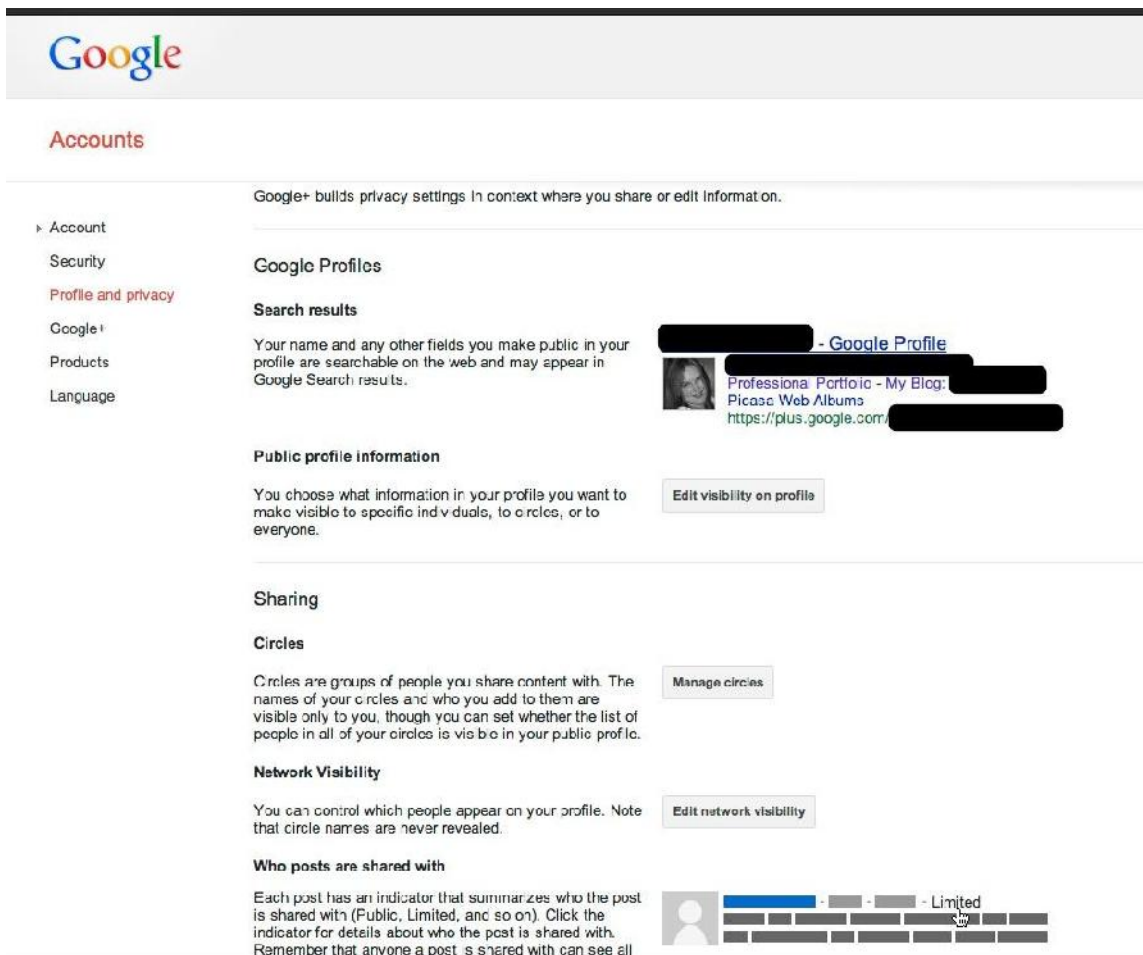 Google
Accounts
Google+ builds privacy settings in context where you share or edit information.
Account
Security
Profile and privacy
Google+
Products
Language
Google Profiles
Search results
Your name and any other fields you make public in your
profile are searchable on the web and may appear in
Google Search results.
- Google Profile
Professional Portfolio - My Blog:
Picasa Web Albums
https://plus.google.com/
Public profile information
You choose what information in your profile you want to
make visible to specific individuals, to circles, or to
everyone.
Edit visibility on profile
Sharing
Circles
Circles are groups of people you share content with. The
names of your circles and who you add to them are
visible only to you, though you can set whether the list of
people in all of your circles is visible in your public profile.
Manage circles
Network Visibility
You can control which people appear on your profile. Note
that circle names are never revealed.
Edit network visibility
Who posts are shared with
Each post has an indicator that summarizes who the post
is shared with (Public, Limited, and so on). Click the
indicator for details about who the post is shared with.
Remember that anyone a post is shared with can see all
- Limited